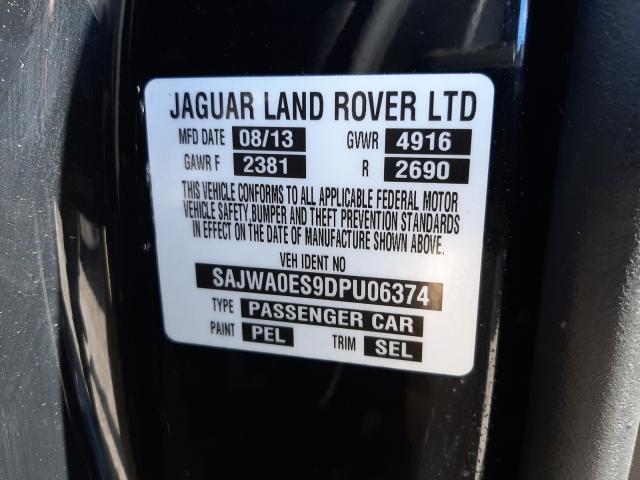 JAGUAR LAND ROVER LTD
MFD DATE 08/13 GVWR 4916
GAWR F 2381 R 2690
THIS VEHICLE CONFORMS TO ALL APPLICABLE FEDERAL MOTOR
VEHICLE SAFETY, BUMPER AND THEFT PREVENTION STANDARDS
IN EFFECT ON THE DATE OF MANUFACTURE SHOWN ABOVE.
VEH IDENT NO
SAJWA0ES9DPU06374
TYPE PASSENGER CAR
PAINT PEL TRIM SEL